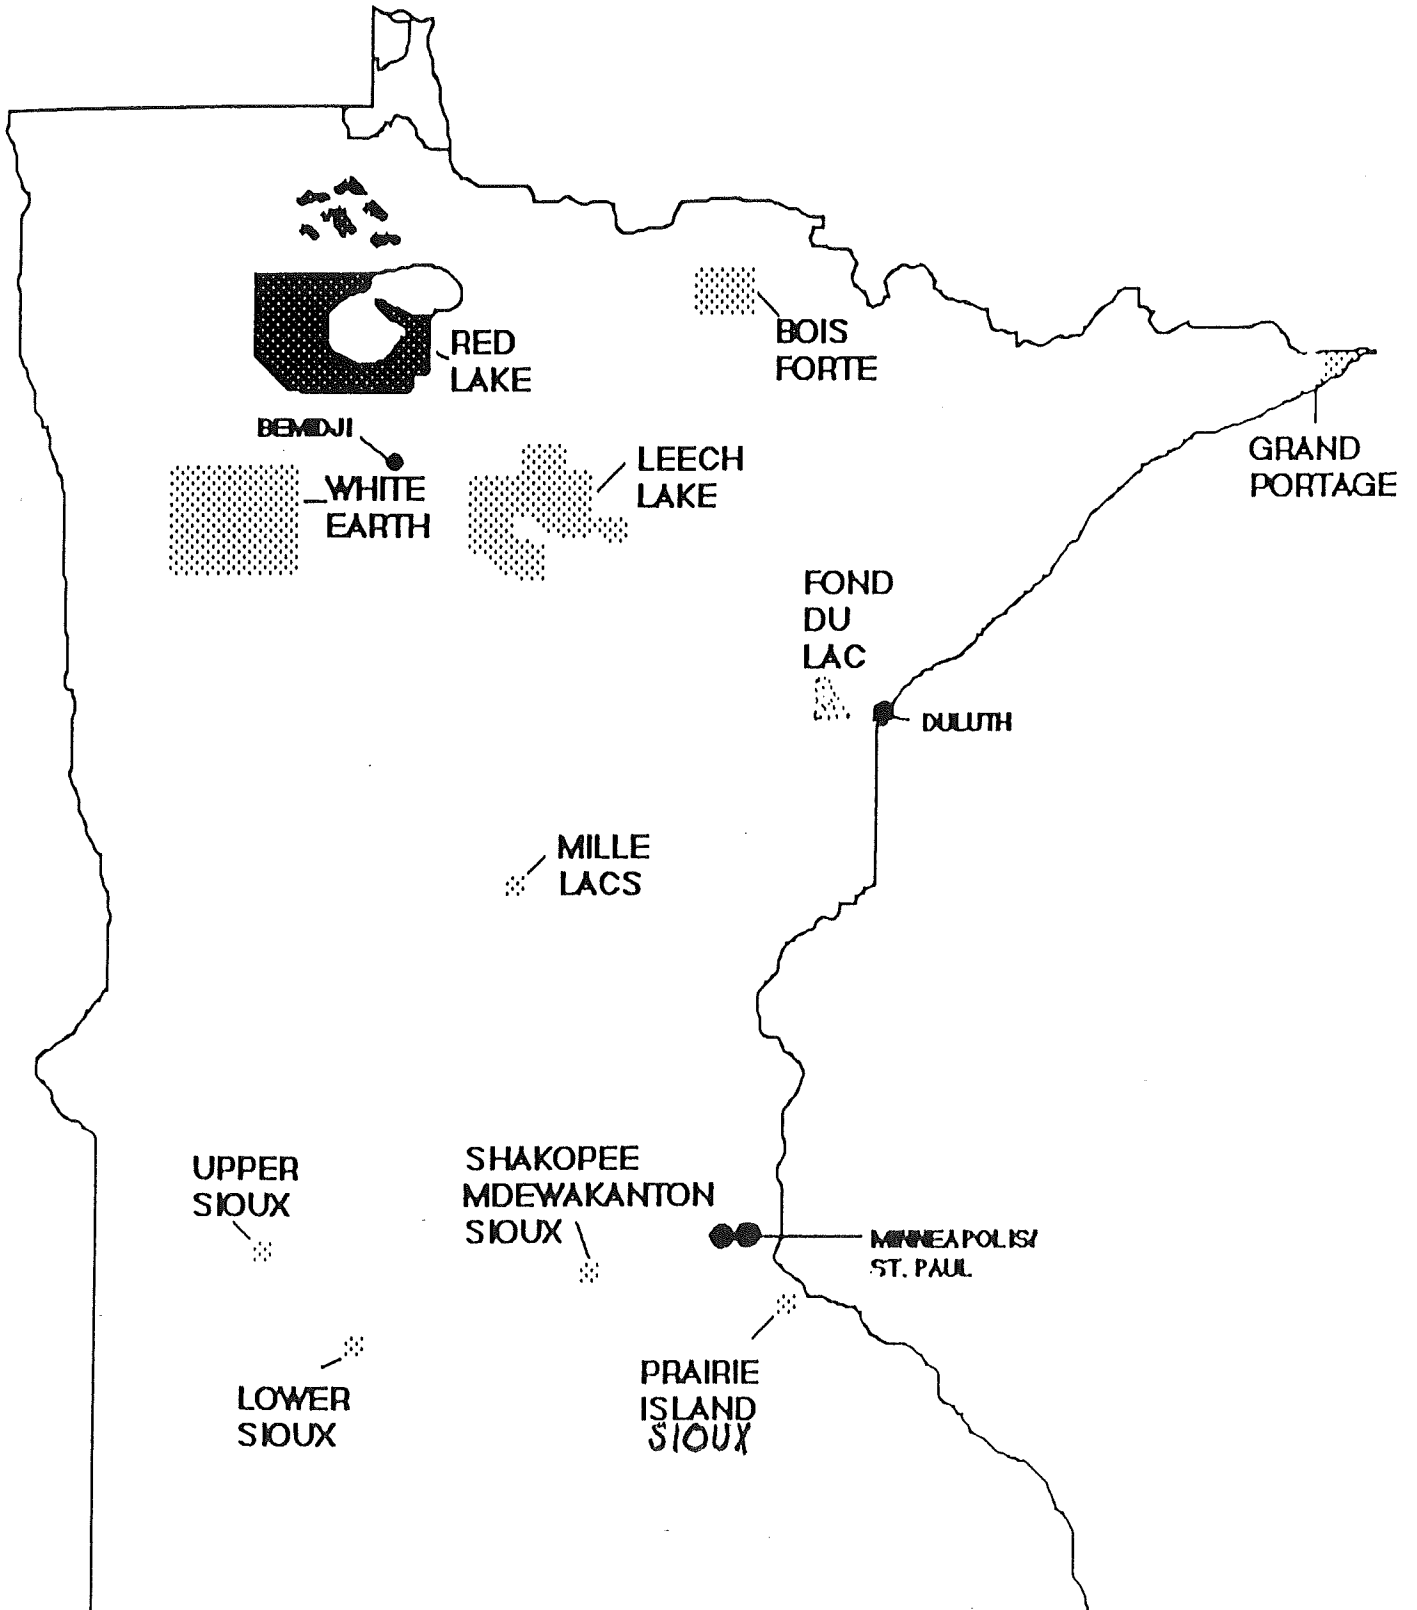 RED
LAKE
BOIS
FORTE
BEMIDJI
GRAND
PORTAGE
LEECH
LAKE
WHITE
EARTH
FOND
DU
LAC
DULUTH
MILLE
LACS
UPPER
SIOUX
SHAKOPEE
MDEWAKANTON
SIOUX
MINNEAPOLIS/
ST. PAUL
PRAIRIE
ISLAND
SIOUX
LOWER
SIOUX